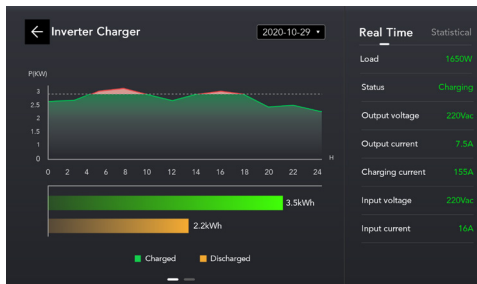 Inverter Charger
2020-10-29
P(KW)
3
2.5
2
1.5
1
0
H
0 2 4 6 8 10 12 14 16 18 20 22 24
3.5kWh
2.2kWh
Charged Discharged
Real Time Statistical
Load 1650W
Status Charging
Output voltage 220Vac
Output current 7.5A
Charging current 155A
Input voltage 220Vac
Input current 16A